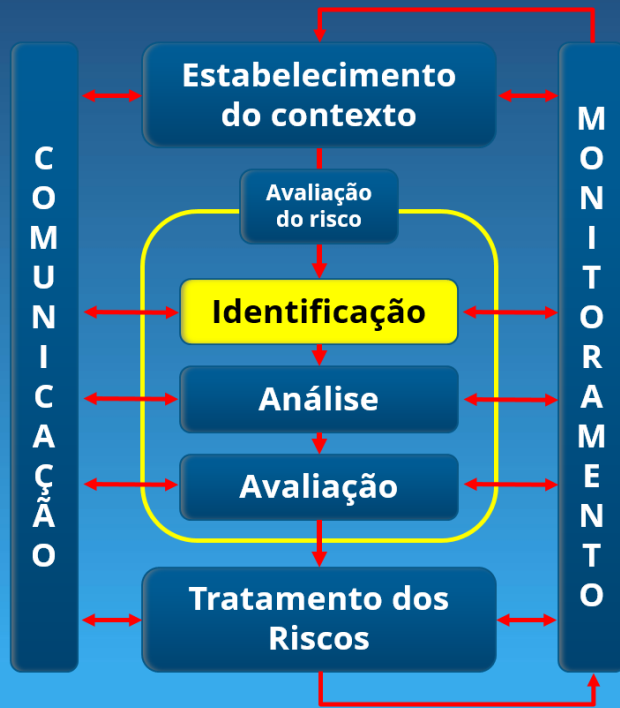 Estabelecimento
do contexto
COMUNICAÇÃO
MONITORAMENTO
Avaliação
do risco
Identificação
Análise
Avaliação
Tratamento dos
Riscos